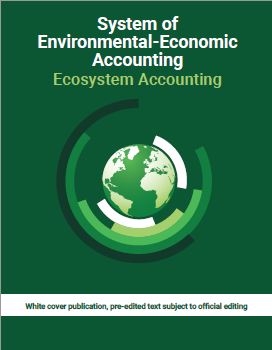 System of
Environmental-Economic
Accounting
Ecosystem Accounting
White cover publication, pre-edited text subject to official editing